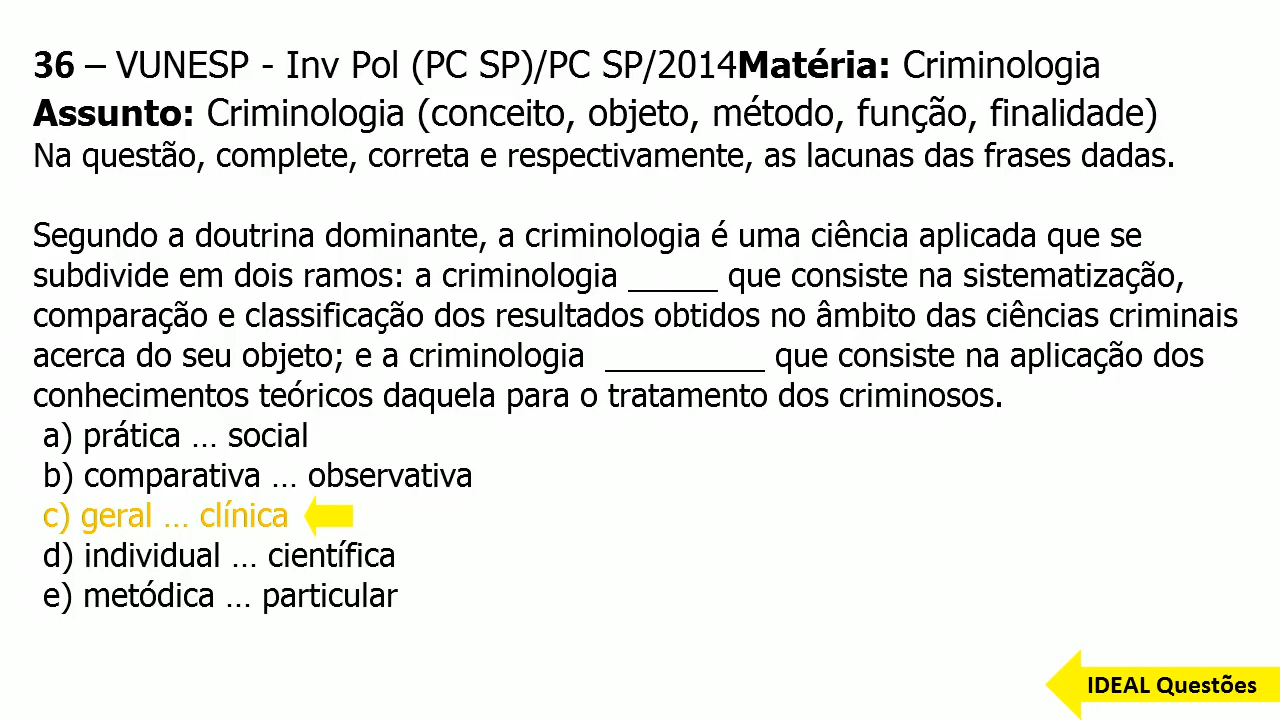 36 – VUNESP - Inv Pol (PC SP)/PC SP/2014Matéria: Criminologia
Assunto: Criminologia (conceito, objeto, método, função, finalidade)
Na questão, complete, correta e respectivamente, as lacunas das frases dadas.
Segundo a doutrina dominante, a criminologia é uma ciência aplicada que se
subdivide em dois ramos: a criminologia ______ que consiste na sistematização,
comparação e classificação dos resultados obtidos no âmbito das ciências criminais
acerca do seu objeto; e a criminologia ___________ que consiste na aplicação dos
conhecimentos teóricos daquela para o tratamento dos criminosos.
a) prática ... social
b) comparativa ... observativa
c) geral ... clínica
d) individual ... científica
e) metódica ... particular
IDEAL Questões